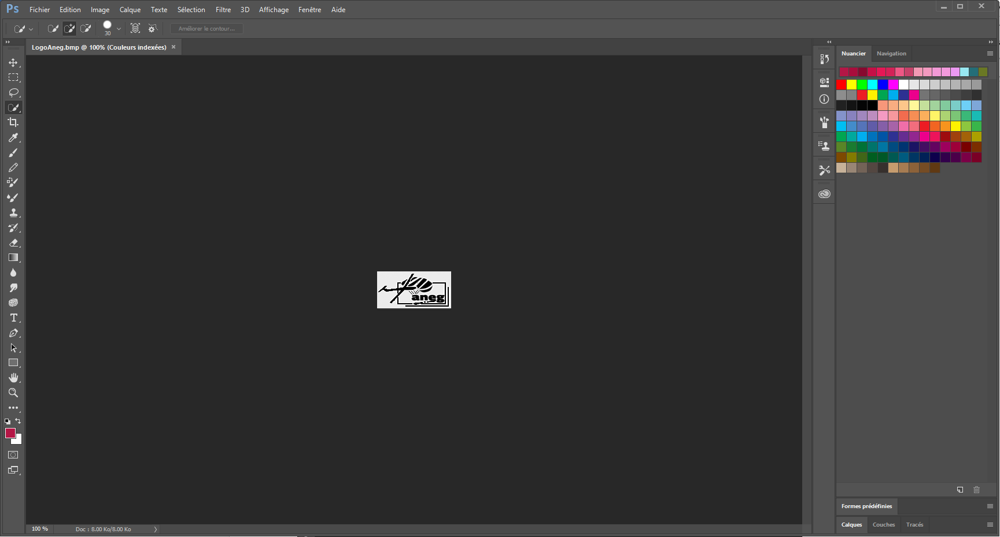 Ps Fichier Edition Image Calque Texte Sélection Filtre 3D Affichage Fenêtre Aide
30
Améliorer le contour...
LogoAneg.bmp @ 100% (Couleurs indexées)
Nuancier Navigation
aneg
Formes prédéfinies
Calques Couches Tracés
100 % Doc : 8.00 Ko/8.00 Ko